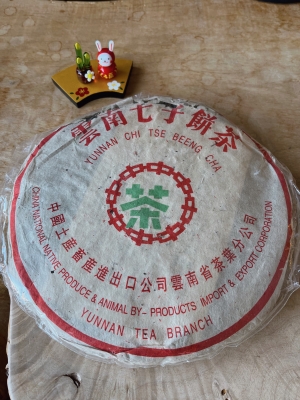 雲南七子餅茶
YUNNAN CHI TSE BEENG CHA
茶
中國土産畜産進出口公司雲南省茶葉分公司
CHINA NATIONAL PRODUCE & ANIMAL BY-PRODUCTS IMPORT & EXPORT CORPORATION
YUNNAN TEA BRANCH